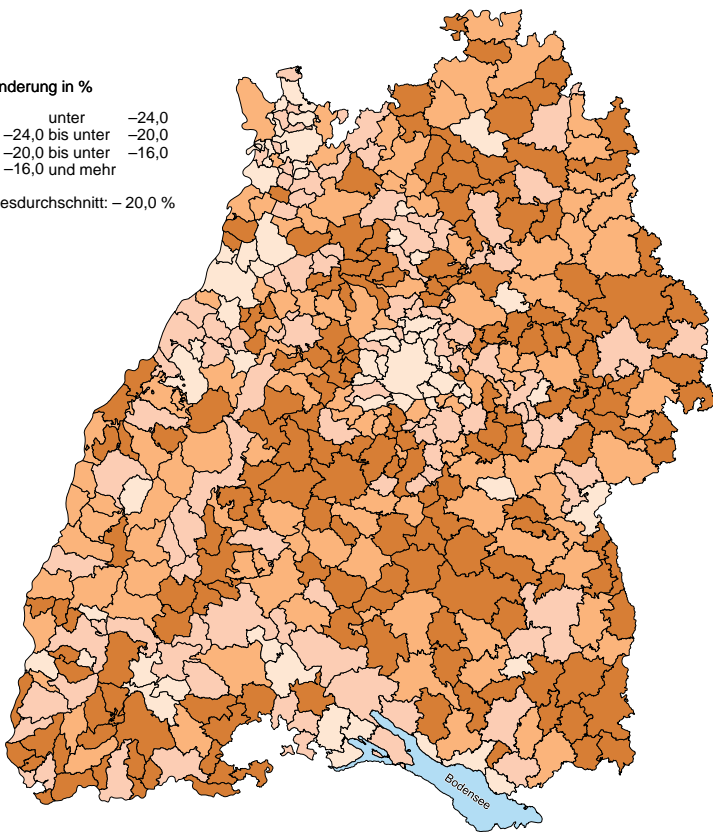 nderung in %
unter –24,0
–24,0 bis unter –20,0
–20,0 bis unter –16,0
–16,0 und mehr
esdurchschnitt: – 20,0 %
Bodensee